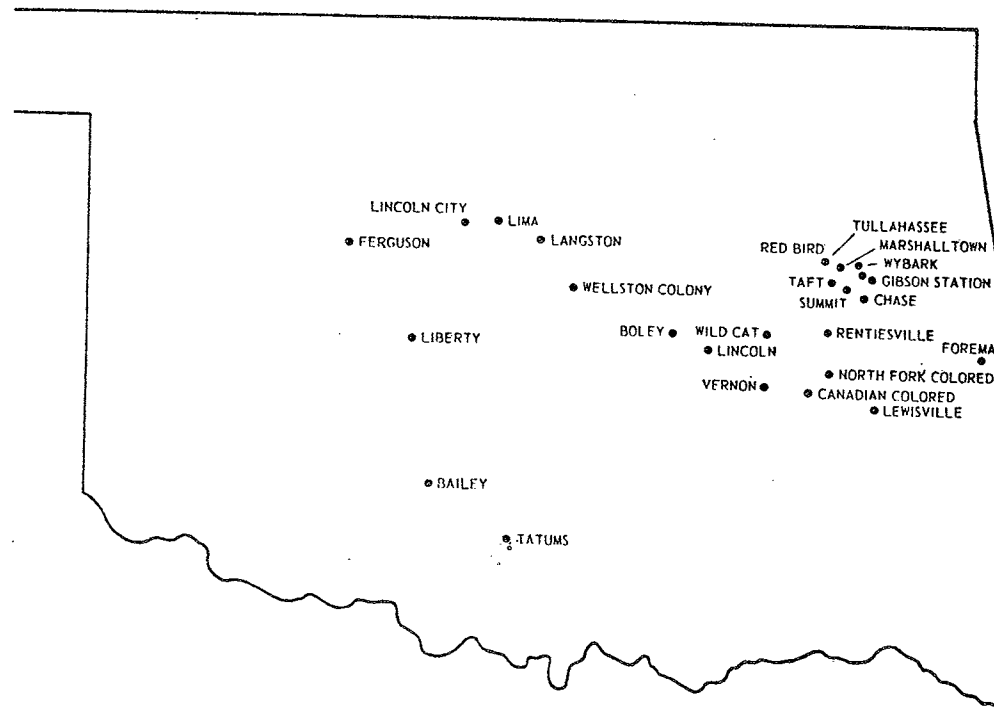 LINCOLN CITY
LIMA
FERGUSON
LANGSTON
TULLAHASSEE
RED BIRD
MARSHALLTOWN
WYBARK
TAFT
GIBSON STATION
WELLSTON COLONY
SUMMIT
CHASE
LIBERTY
BOLEY
WILD CAT
RENTIESVILLE
LINCOLN
FOREMA
VERNON
NORTH FORK COLORED
CANADIAN COLORED
LEWISVILLE
BAILEY
TATUMS